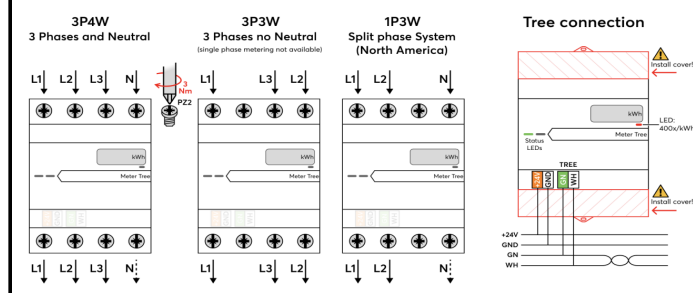 3P4W
3 Phases and Neutral
3P3W
3 Phases no Neutral
(single phase metering not available)
1P3W
Split phase System
(North America)
Tree connection
L1 L2 L3 N
3
Nm
PZ2
L1 L2 L3
L1 L2 N
Install cover!
kWh
Meter Tree
kWh
Meter Tree
kWh
Meter Tree
kWh
LED:
400x/kWh
Meter Tree
Status
LEDs
TREE
+24V GND GN WH
Install cover!
+24V
GND
GN
WH
L1 L2 L3 N
L1 L3 L2
L1 L2 N